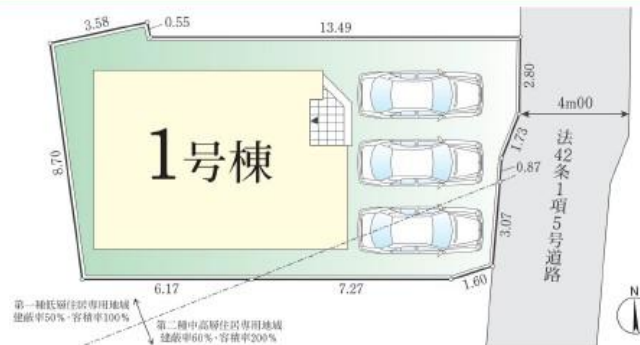 3.58
0.55
13.49
2.80
4m00
1.73
0.87
8.70
1号棟
3.07
法42条1項5号道路
6.17
7.27
1.60
第一種低層住居専用地域
建蔽率50%・容積率100%
第二種中高層住居専用地域
建蔽率60%・容積率200%
N